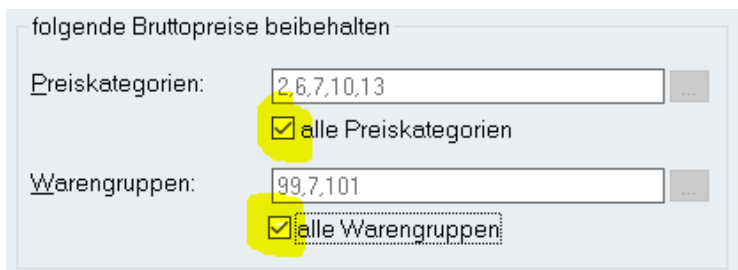 folgende Bruttopreise beibehalten
Preiskategorien: 2,6,7,10,13 ...
alle Preiskategorien
Warengruppen: 99,7,101 ...
alle Warengruppen